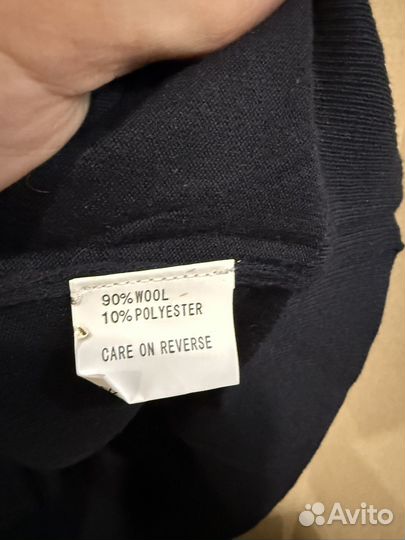 90% WOOL
10% POLYESTER
CARE ON REVERSE
Avito